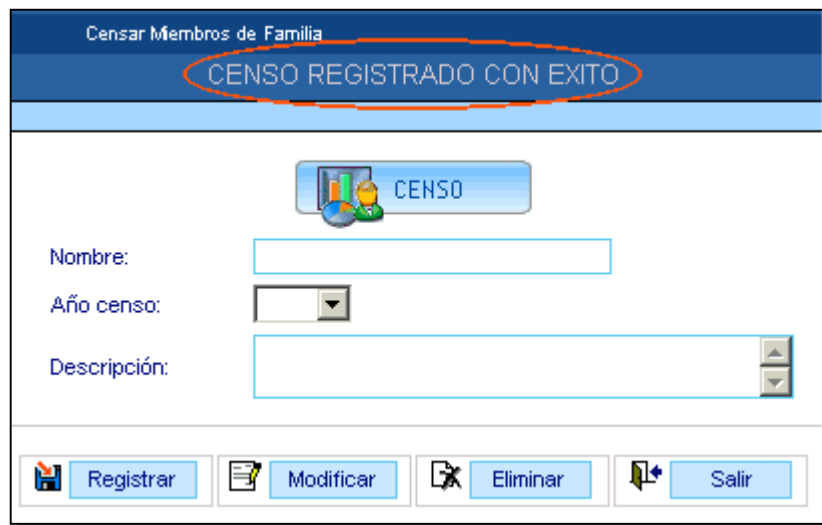 Censar Miembros de Familia
CENSO REGISTRADO CON EXITO
CENSO
Nombre:
Año censo:
Descripción:
Registrar Modificar Eliminar Salir